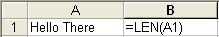 A B
1 Hello There =LEN(A1)